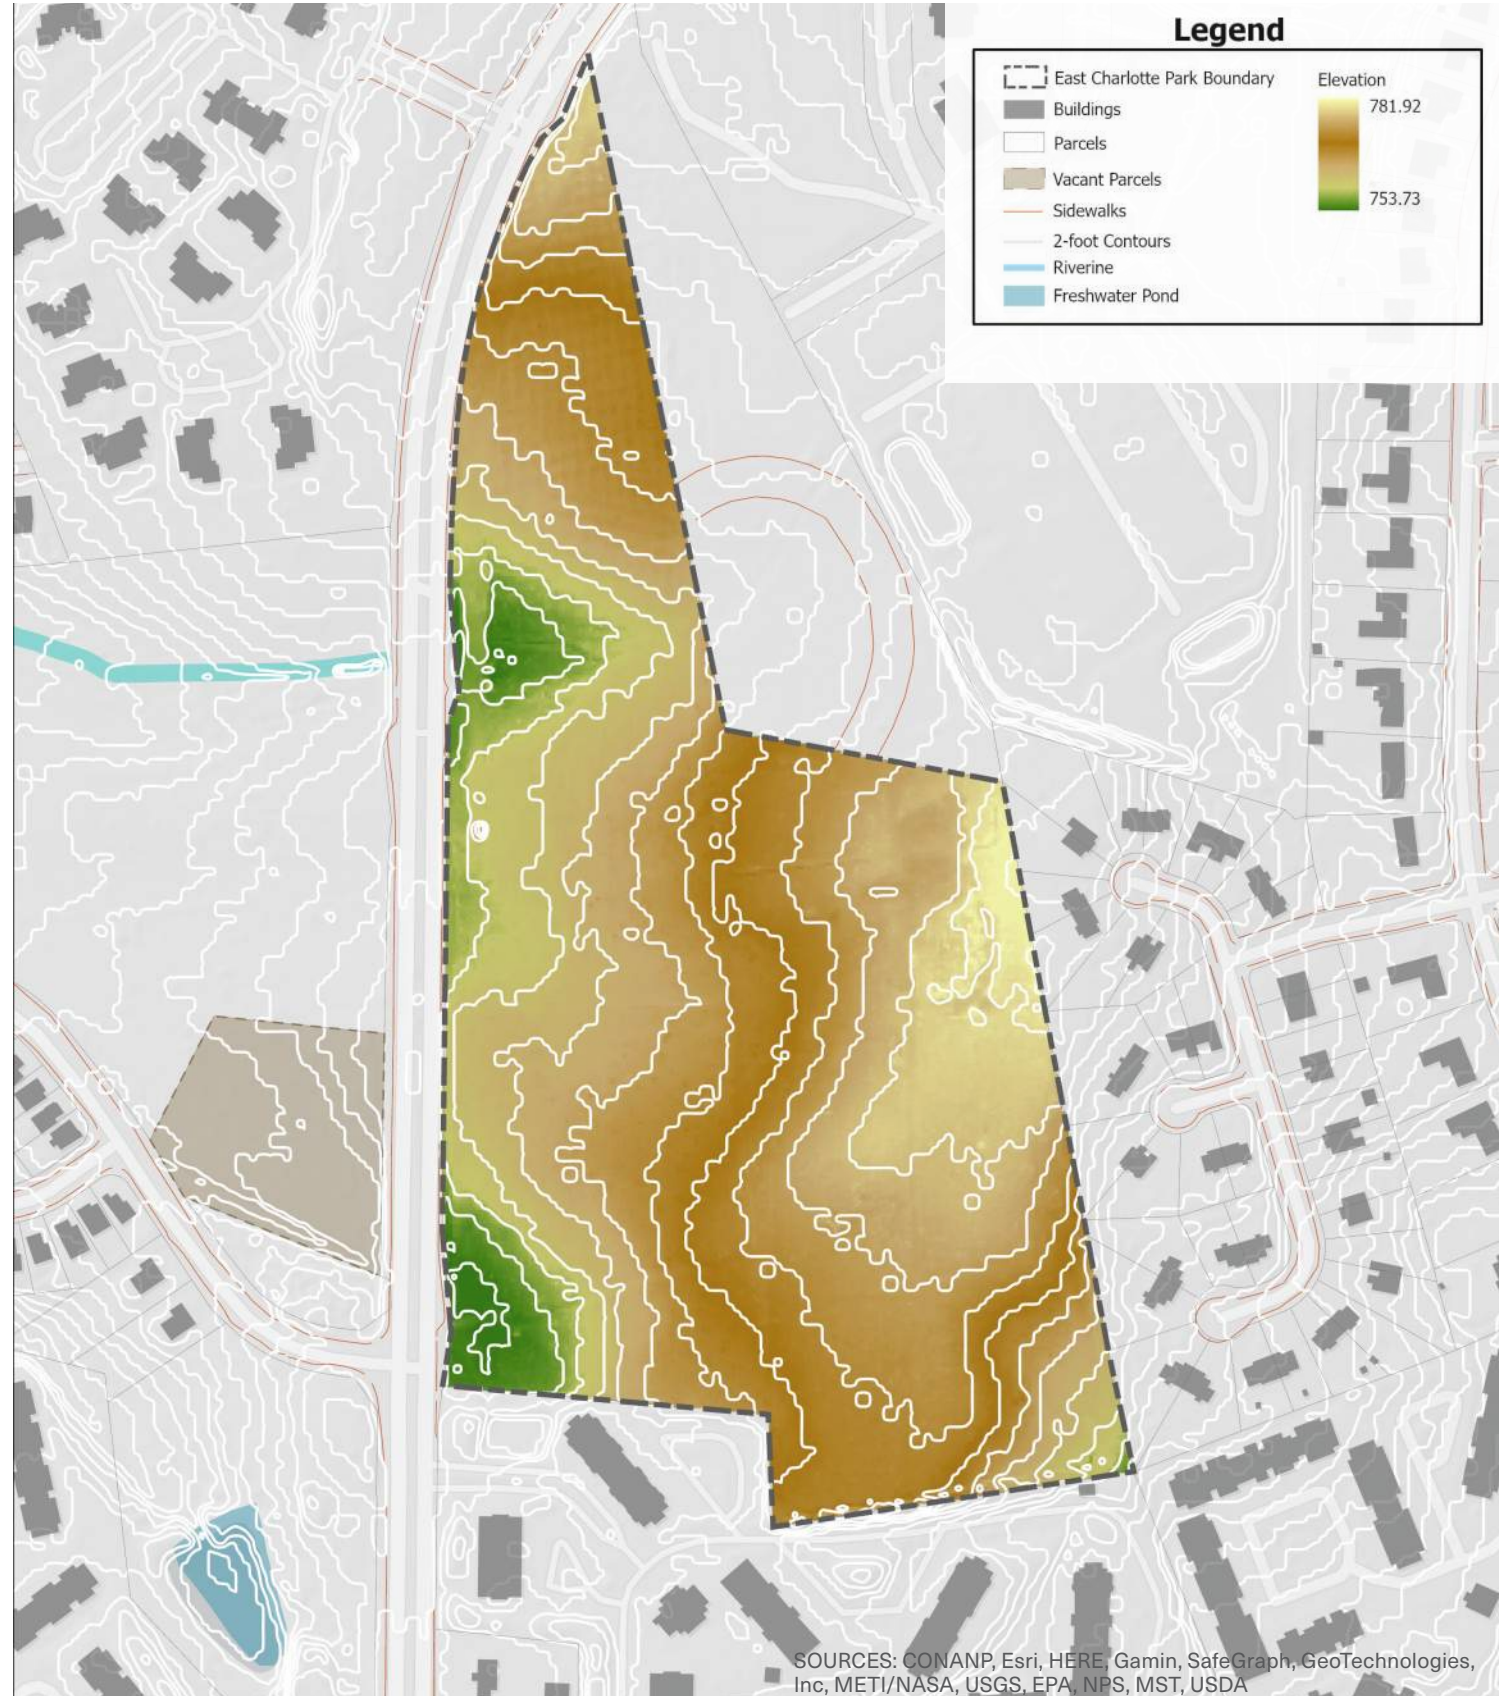 Legend
East Charlotte Park Boundary
Buildings
Parcels
Vacant Parcels
Sidewalks
2-foot Contours
Riverine
Freshwater Pond
Elevation
781.92
753.73
SOURCES: CONANP, Esri, HERE, Gamin, SafeGraph, GeoTechnologies,
Inc, METI/NASA, USGS, EPA, NPS, MST, USDA